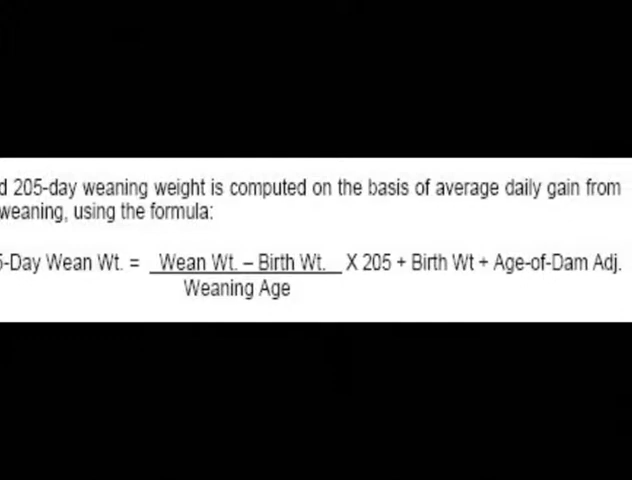 205-day weaning weight is computed on the basis of average daily gain from
weaning, using the formula:
-Day Wean Wt. = Wean Wt. – Birth Wt. X 205 + Birth Wt + Age-of-Dam Adj.
Weaning Age